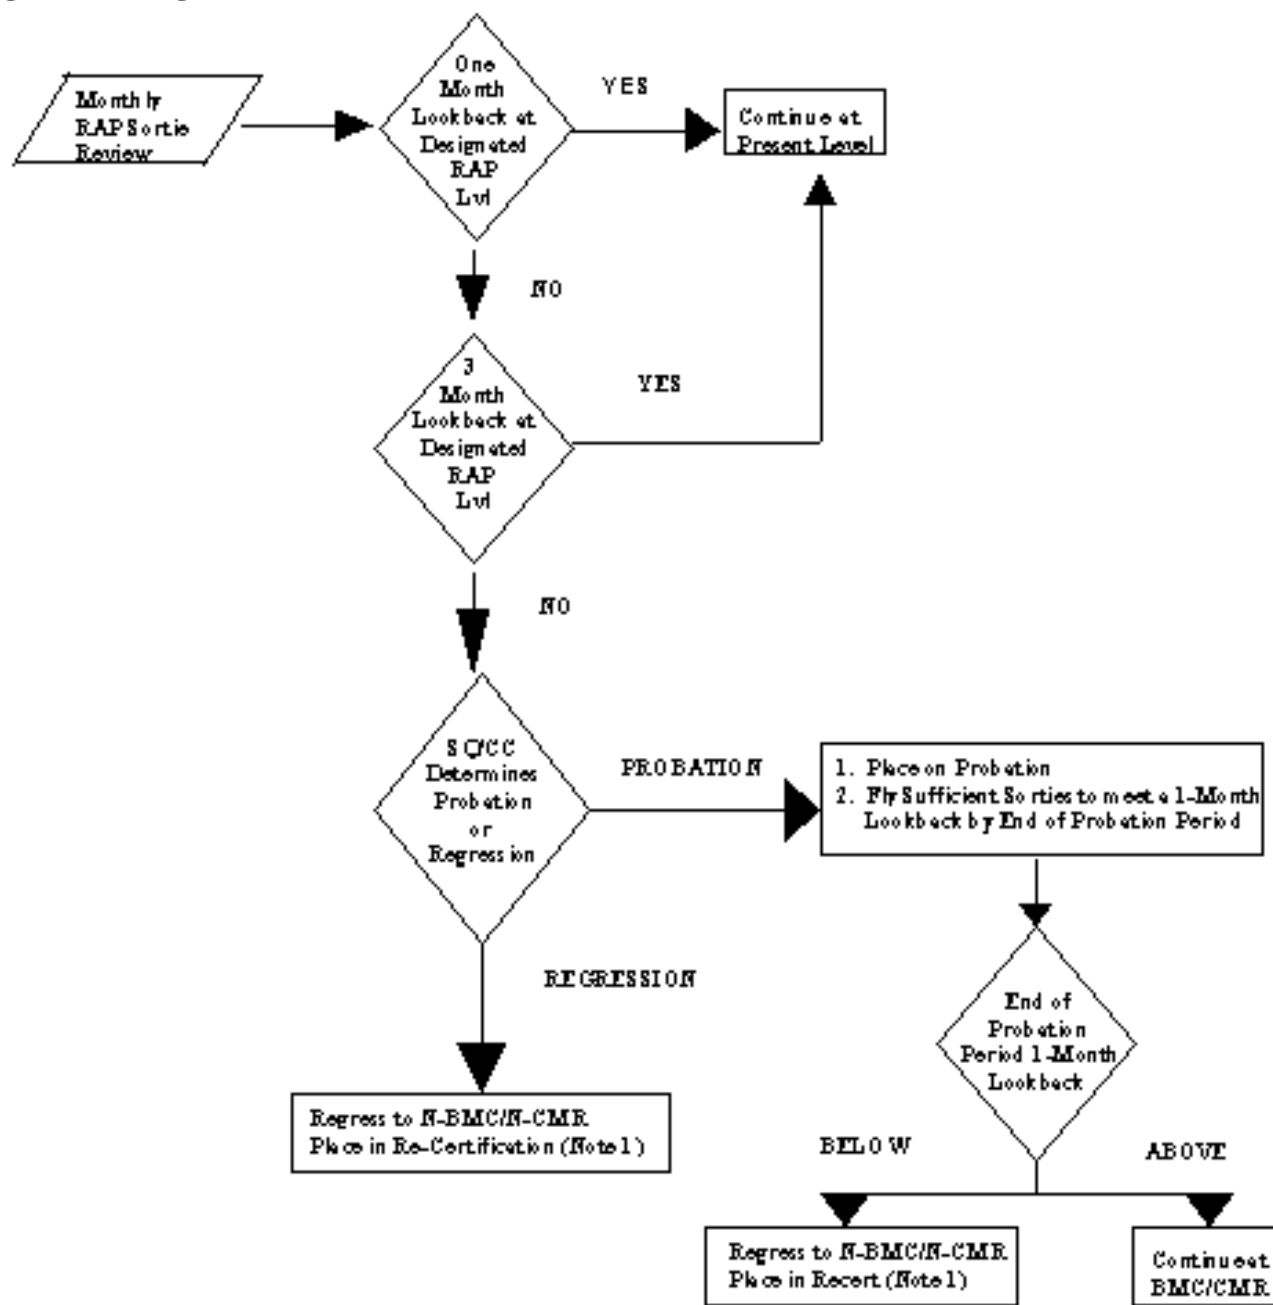 Monthly
RAP Sortie
Review
One
Month
Lookback at
Designated
RAP
Lvl
YES
Continue at
Present Level
NO
3
Month
Lookback at
Designated
RAP
Lvl
YES
NO
SQ/CC
Determines
Probation
or
Regression
PROBATION
1. Place on Probation
2. Fly Sufficient Sorties to meet a 1-Month
Lookback by End of Probation Period
REGRESSION
Regress to N-BMC/N-CMR
Place in Re-Certification (Note 1)
End of
Probation
Period 1-Month
Lookback
BELOW
ABOVE
Regress to N-BMC/N-CMR
Place in Recert (Note 1)
Continue at
BMC/CMR